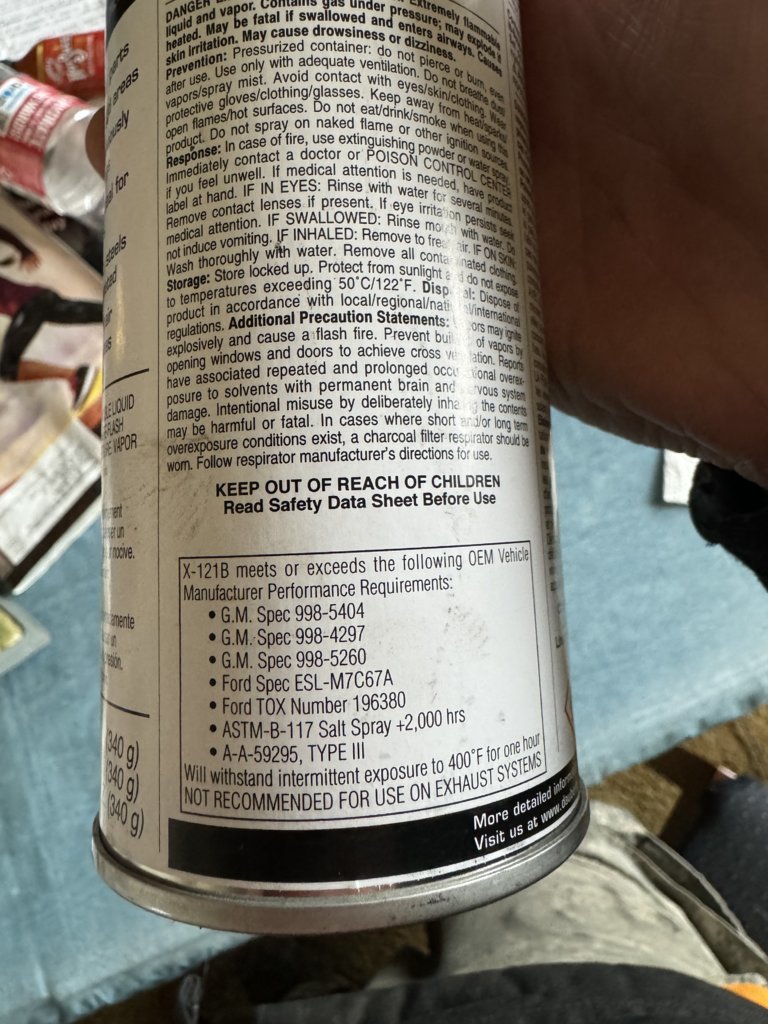 DANGER Extremely flammable
liquid and vapor. Contains gas under pressure; may explode if
heated. May be fatal if swallowed and enters airways. Causes
skin irritation. May cause drowsiness or dizziness.
Prevention: Pressurized container: do not pierce or burn, even
after use. Use only with adequate ventilation. Do not breathe dust/
vapors/spray mist. Avoid contact with eyes/skin/clothing. Wear
protective gloves/clothing/glasses. Keep away from heat/sparks/
open flames/hot surfaces. Do not eat/drink/smoke when using this
product. Do not spray on naked flame or other ignition sources.
Response: In case of fire, use extinguishing powder or water spray.
Immediately contact a doctor or POISON CONTROL CENTER
if you feel unwell. If medical attention is needed, have product
label at hand. IF IN EYES: Rinse with water for several minutes.
Remove contact lenses if present. If eye irritation persists seek
medical attention. IF SWALLOWED: Rinse mouth with water. Do
not induce vomiting. IF INHALED: Remove to fresh air. IF ON SKIN:
Wash thoroughly with water. Remove all contaminated clothing.
Storage: Store locked up. Protect from sunlight and do not expose
to temperatures exceeding 50°C/122°F. Disposal: Dispose of
product in accordance with local/regional/national/international
regulations. Additional Precaution Statements: Vapors may ignite
explosively and cause a flash fire. Prevent build of vapors by
opening windows and doors to achieve cross ventilation. Reports
have associated repeated and prolonged occupational overex-
posure to solvents with permanent brain and nervous system
damage. Intentional misuse by deliberately inhaling the contents
may be harmful or fatal. In cases where short and/or long term
overexposure conditions exist, a charcoal filter respirator should be
worn. Follow respirator manufacturer's directions for use.
KEEP OUT OF REACH OF CHILDREN
Read Safety Data Sheet Before Use
X-121B meets or exceeds the following OEM Vehicle
Manufacturer Performance Requirements:
• G.M. Spec 998-5404
• G.M. Spec 998-4297
• G.M. Spec 998-5260
• Ford Spec ESL-M7C67A
• Ford TOX Number 196380
• ASTM-B-117 Salt Spray +2,000 hrs
• A-A-59295, TYPE III
Will withstand intermittent exposure to 400°F for one hour
NOT RECOMMENDED FOR USE ON EXHAUST SYSTEMS
More detailed
Visit us at
areas
for
LIQUID
FLASH
VAPOR
nocive.
(340 g)
(340 g)
(340 g)